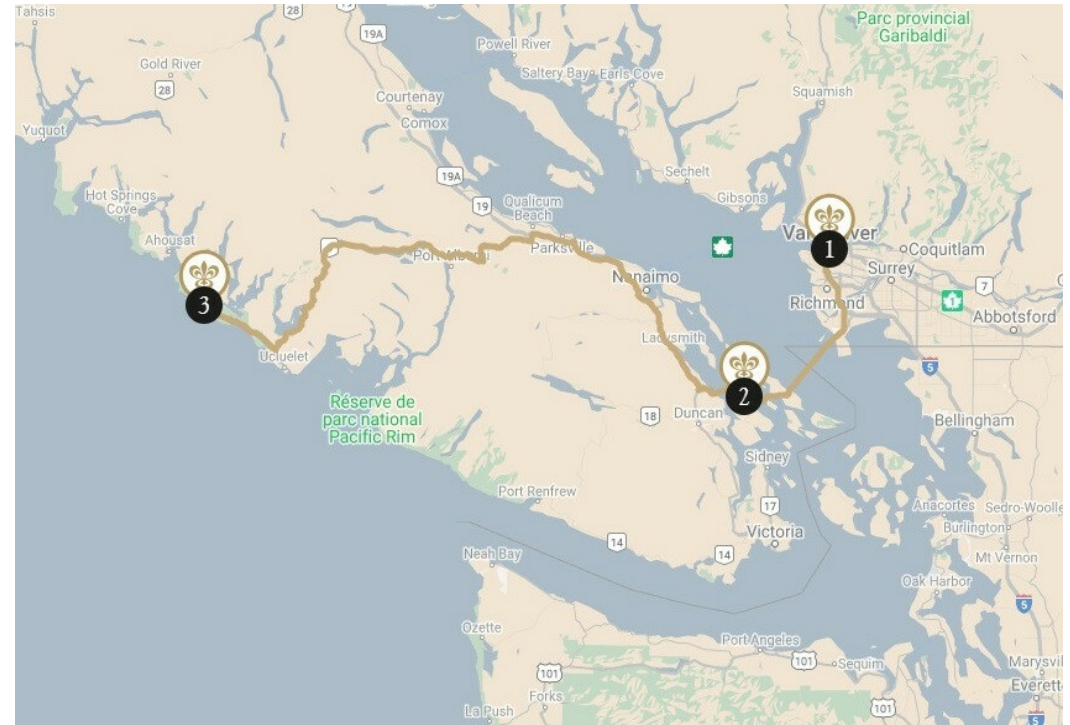 Tahsis
28
19A
Powell River
Parc provincial
Garibaldi
Gold River
28
Saltery Bay
Earls Cove
Squamish
Courtenay
Comox
Yuquot
19A
Sechelt
Hot Springs
Cove
19
Qualicum
Beach
Gibsons
Ahousat
Parksville
1
Coquitlam
Surrey
7
3
Nanaimo
Richmond
1
Abbotsford
Ladysmith
Ucluelet
5
2
Réserve de
parc national
Pacific Rim
18
Duncan
Bellingham
Sidney
Port Renfrew
17
Anacortes
Sedro-Woolle
Burlington
14
14
Victoria
Mt Vernon
Neah Bay
Oak Harbor
5
Ozette
Port Angeles
101
101
Sequim
Marysvil
Everett
Forks
101
La Push
5